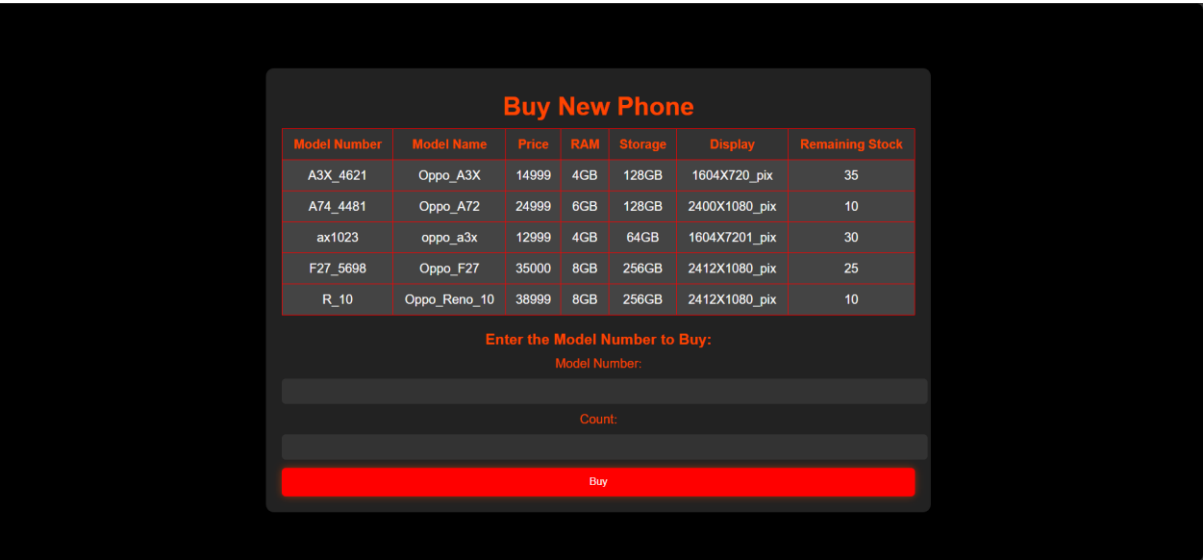 Buy New Phone
Model Number Model Name Price RAM Storage Display Remaining Stock
A3X_4621 Oppo_A3X 14999 4GB 128GB 1604X720_pix 35
A74_4481 Oppo_A72 24999 6GB 128GB 2400X1080_pix 10
ax1023 oppo_a3x 12999 4GB 64GB 1604X7201_pix 30
F27_5698 Oppo_F27 35000 8GB 256GB 2412X1080_pix 25
R_10 Oppo_Reno_10 38999 8GB 256GB 2412X1080_pix 10
Enter the Model Number to Buy:
Model Number:
Count:
Buy